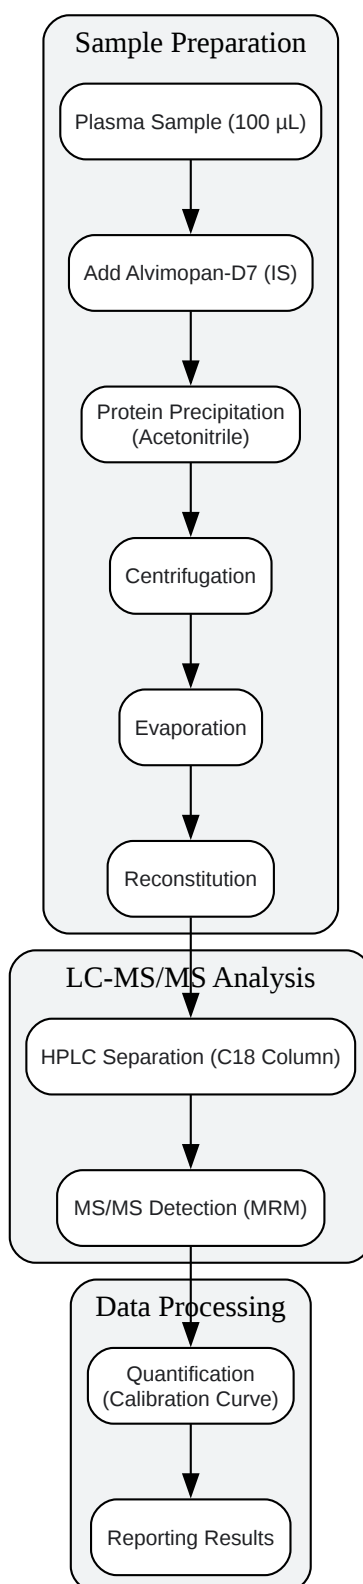 Sample Preparation
Plasma Sample (100 µL)
Add Alvimopan-D7 (IS)
Protein Precipitation
(Acetonitrile)
Centrifugation
Evaporation
Reconstitution
LC-MS/MS Analysis
HPLC Separation (C18 Column)
MS/MS Detection (MRM)
Data Processing
Quantification
(Calibration Curve)
Reporting Results